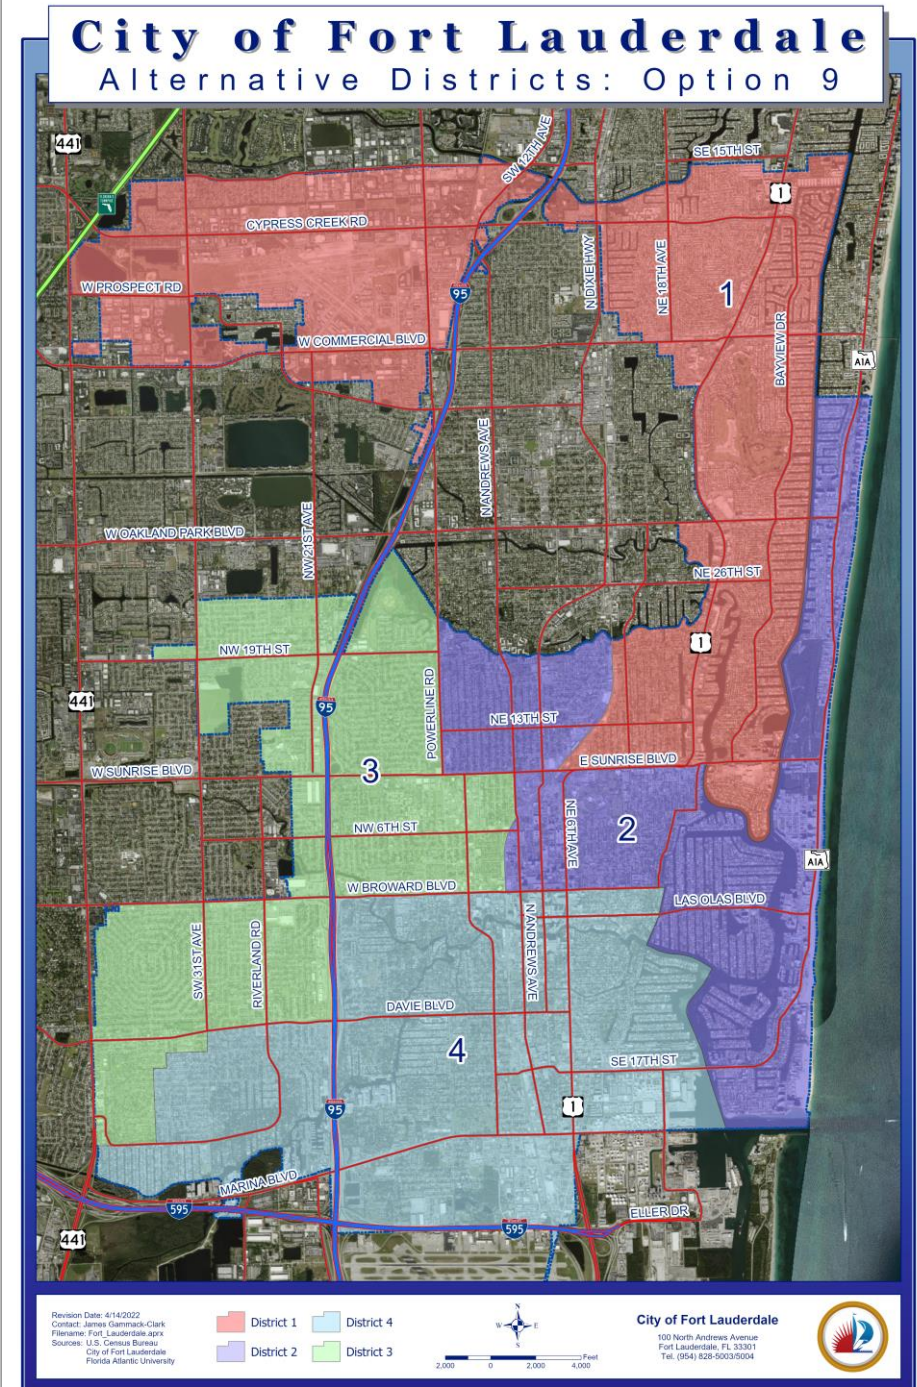 City of Fort Lauderdale
Alternative Districts: Option 9
441
SW 12TH AVE
SE 15TH ST
1
CYPRESS CREEK RD
N DIXIE HWY
NE 18TH AVE
W PROSPECT RD
95
1
BAYVIEW DR
W COMMERCIAL BLVD
A1A
N ANDREWS AVE
W OAKLAND PARK BLVD
NW 21ST AVE
NE 26TH ST
1
NW 19TH ST
441
95
POWERLINE RD
NE 13TH ST
W SUNRISE BLVD
3
E SUNRISE BLVD
NW 6TH ST
NE 6TH AVE
2
A1A
W BROWARD BLVD
LAS OLAS BLVD
SW 31ST AVE
RIVERLAND RD
N ANDREWS AVE
DAVIE BLVD
4
SE 17TH ST
95
1
MARINA BLVD
595
595
ELLER DR
441
Revision Date: 4/14/2022
Contact: James Gammack-Clark
Filename: Fort_Lauderdale.aprx
Sources: U.S. Census Bureau
City of Fort Lauderdale
Florida Atlantic University
District 1
District 4
District 2
District 3
N
W
E
S
Feet
2,000
0
2,000
4,000
City of Fort Lauderdale
100 North Andrews Avenue
Fort Lauderdale, FL 33301
Tel. (954) 828-5003/5004